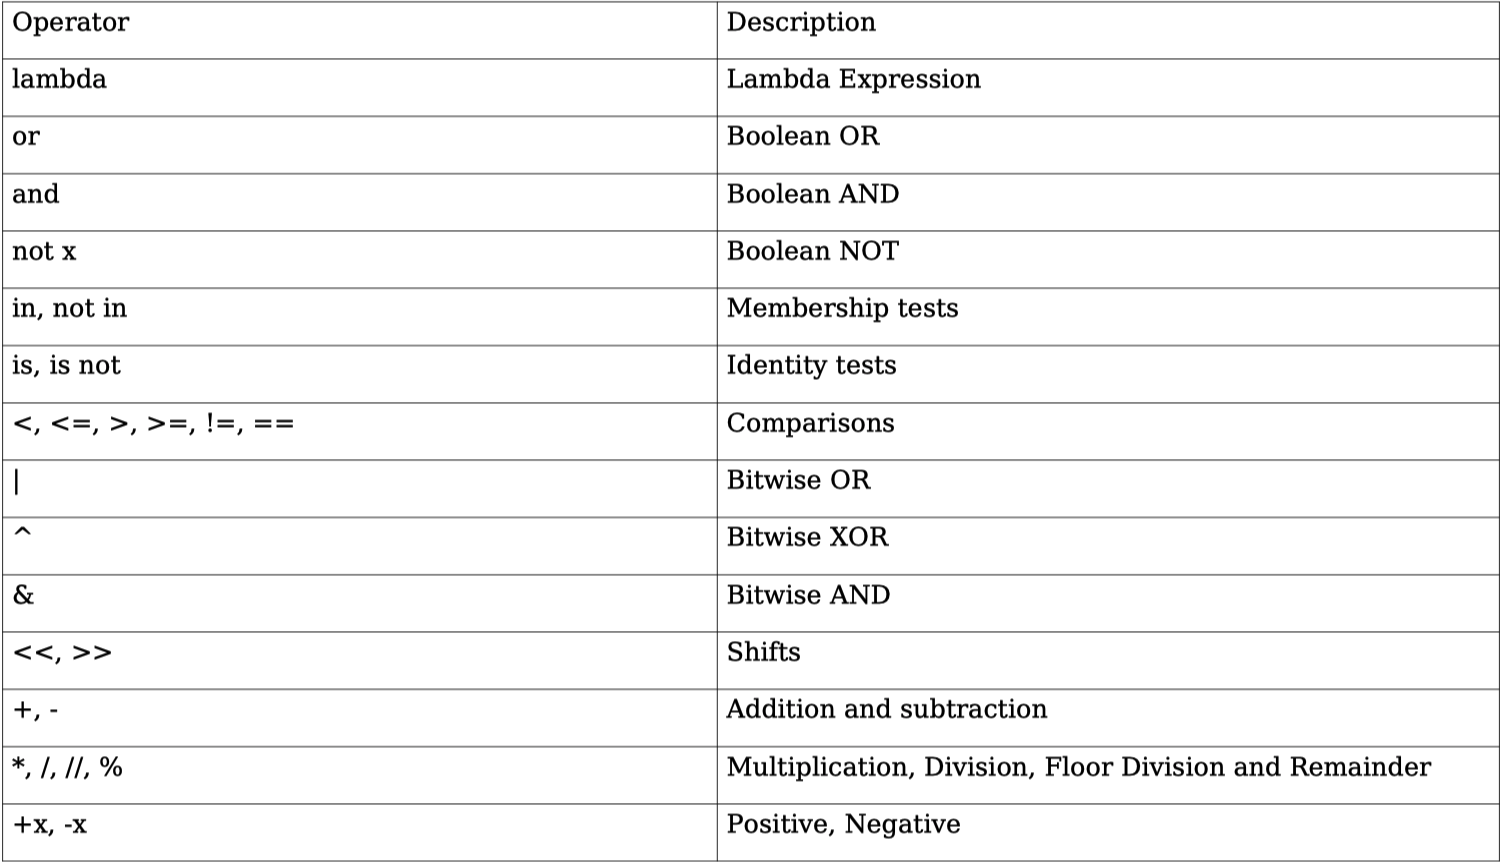 Operator Description
lambda Lambda Expression
or Boolean OR
and Boolean AND
not x Boolean NOT
in, not in Membership tests
is, is not Identity tests
<, <=, >, >=, !=, == Comparisons
| Bitwise OR
^ Bitwise XOR
& Bitwise AND
<<, >> Shifts
+, - Addition and subtraction
*, /, //, % Multiplication, Division, Floor Division and Remainder
+x, -x Positive, Negative